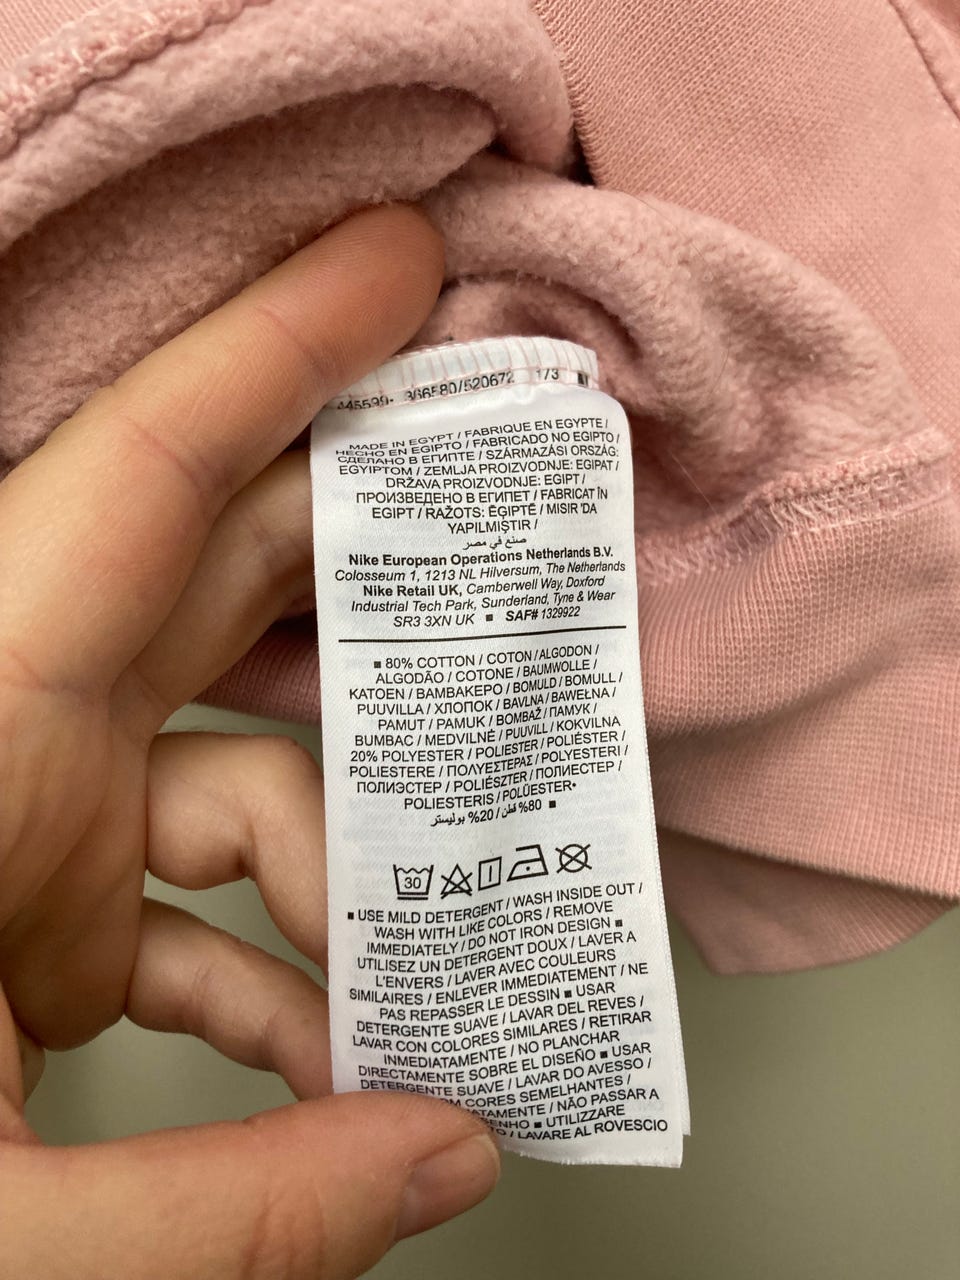 366580/520672 1/3
MADE IN EGYPT / FABRIQUE EN EGYPTE /
HECHO EN EGIPTO / FABRICADO NO EGIPTO /
СДЕЛАНО В ЕГИПТЕ / SZÁRMAZÁSI ORSZÁG:
EGYIPTOM / ZEMLJA PROIZVODNJE: EGIPAT /
DRŽAVA PROIZVODNJE: EGIPT /
ПРОИЗВЕДЕНО В ЕГИПЕТ / FABRICAT ÎN
EGIPT / RAŽOTS: ĒĢIPTĒ / MISIR 'DA
YAPILMIŞTIR /
صنع في مصر
Nike European Operations Netherlands B.V.
Colosseum 1, 1213 NL Hilversum, The Netherlands
Nike Retail UK, Camberwell Way, Doxford
Industrial Tech Park, Sunderland, Tyne & Wear
SR3 3XN UK ■ SAF# 1329922
■ 80% COTTON / COTON / ALGODON /
ALGODÃO / COTONE / BAUMWOLLE /
KATOEN / ΒΑΜΒΑΚΕΡΟ / BOMULD / BOMULL /
PUUVILLA / ХЛОПОК / BAVLNA / BAWEŁNA /
PAMUT / PAMUK / BOMBAŽ / ПАМУК /
BUMBAC / MEDVILNĖ / PUUVILL / KOKVILNA
20% POLYESTER / POLIESTER / POLIÉSTER /
POLIESTERE / ΠΟΛΥΕΣΤΕΡΑΣ / POLYESTERI /
ПОЛИЭСТЕР / POLIÉSZTER / ПОЛИЕСТЕР /
POLIESTERIS / POLÜESTER•
80% قطن / 20% بوليستر ■
30
■ USE MILD DETERGENT / WASH INSIDE OUT /
WASH WITH LIKE COLORS / REMOVE
IMMEDIATELY / DO NOT IRON DESIGN ■
UTILISEZ UN DETERGENT DOUX / LAVER A
L'ENVERS / LAVER AVEC COULEURS
SIMILAIRES / ENLEVER IMMEDIATEMENT / NE
PAS REPASSER LE DESSIN ■ USAR
DETERGENTE SUAVE / LAVAR DEL REVES /
LAVAR CON COLORES SIMILARES / RETIRAR
INMEDIATAMENTE / NO PLANCHAR
DIRECTAMENTE SOBRE EL DISEÑO ■ USAR
DETERGENTE SUAVE / LAVAR DO AVESSO /
CORES SEMELHANTES /
NÃO PASSAR A
■ UTILIZZARE
/ LAVARE AL ROVESCIO